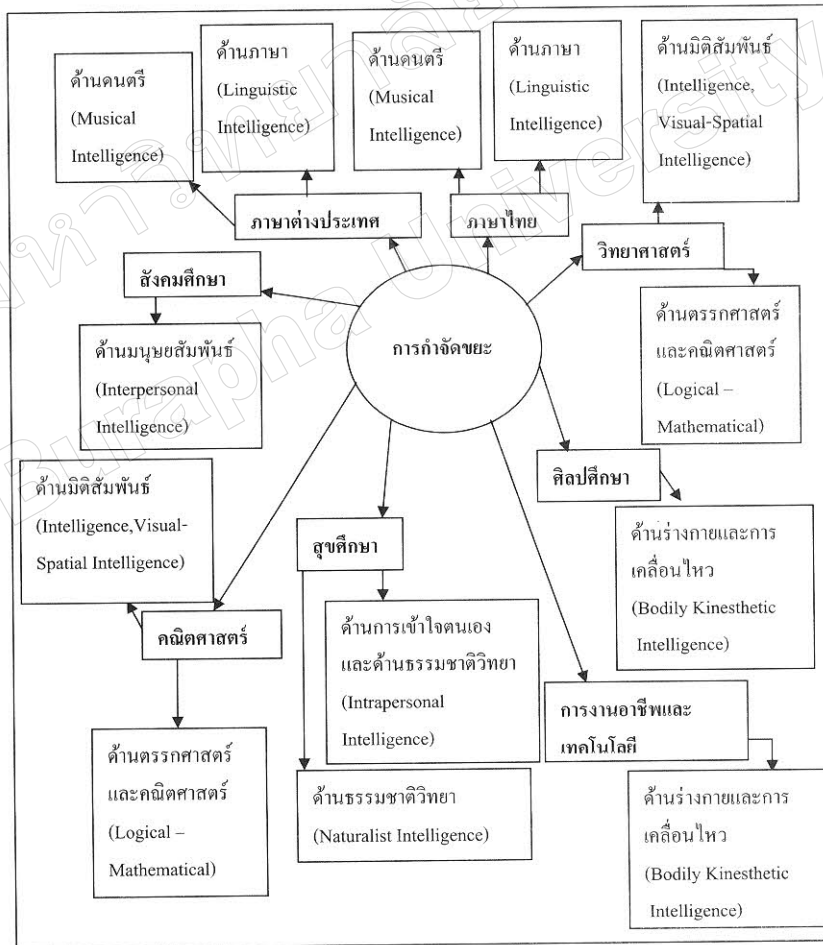 ด้านดนตรี
(Musical
Intelligence)
ด้านภาษา
(Linguistic
Intelligence)
ด้านดนตรี
(Musical
Intelligence)
ด้านภาษา
(Linguistic
Intelligence)
ด้านมิติสัมพันธ์
(Intelligence,
Visual-Spatial
Intelligence)
ภาษาต่างประเทศ
ภาษาไทย
วิทยาศาสตร์
สังคมศึกษา
ด้านมนุษยสัมพันธ์
(Interpersonal
Intelligence)
การกำจัดขยะ
ด้านตรรกศาสตร์
และคณิตศาสตร์
(Logical –
Mathematical)
ศิลปศึกษา
ด้านร่างกายและการ
เคลื่อนไหว
(Bodily Kinesthetic
Intelligence)
ด้านมิติสัมพันธ์
(Intelligence,Visual-
Spatial Intelligence)
สุขศึกษา
คณิตศาสตร์
ด้านการเข้าใจตนเอง
และด้านธรรมชาติวิทยา
(Intrapersonal
Intelligence)
การงานอาชีพและ
เทคโนโลยี
ด้านตรรกศาสตร์
และคณิตศาสตร์
(Logical –
Mathematical)
ด้านธรรมชาติวิทยา
(Naturalist Intelligence)
ด้านร่างกายและการ
เคลื่อนไหว
(Bodily Kinesthetic
Intelligence)
Burapha University